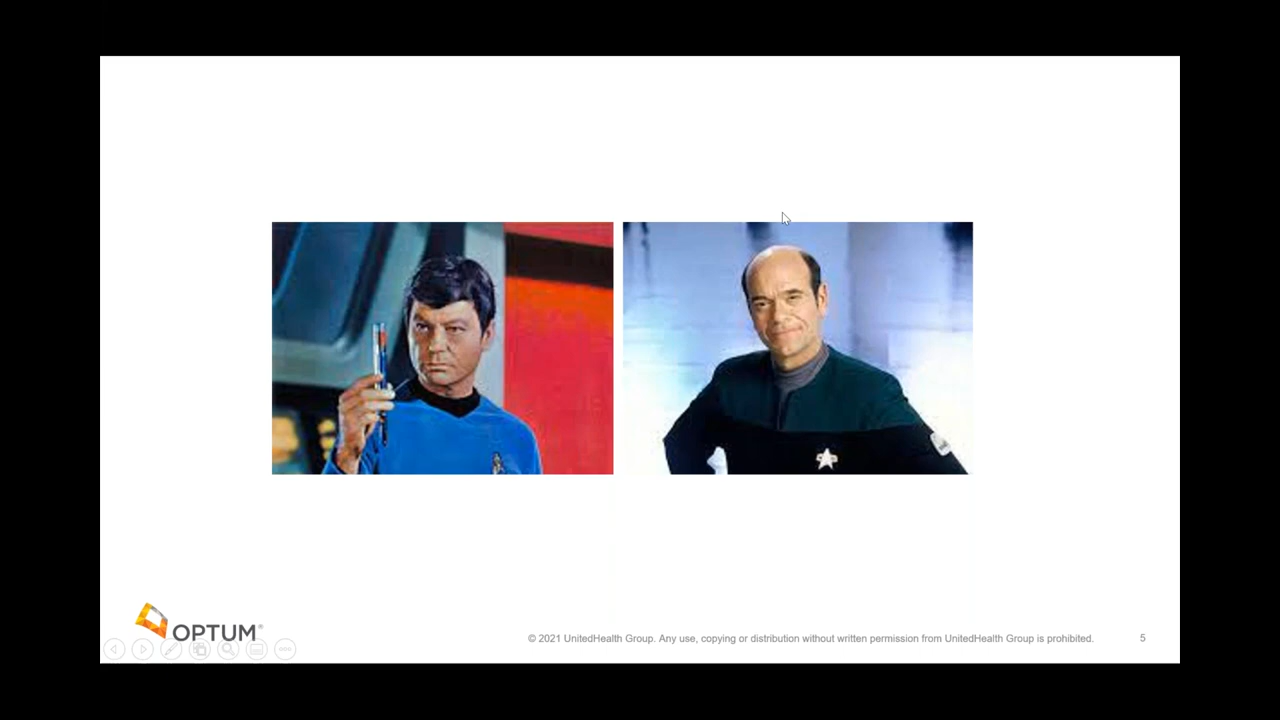 OPTUM®
© 2021 UnitedHealth Group. Any use, copying or distribution without written permission from UnitedHealth Group is prohibited.
5